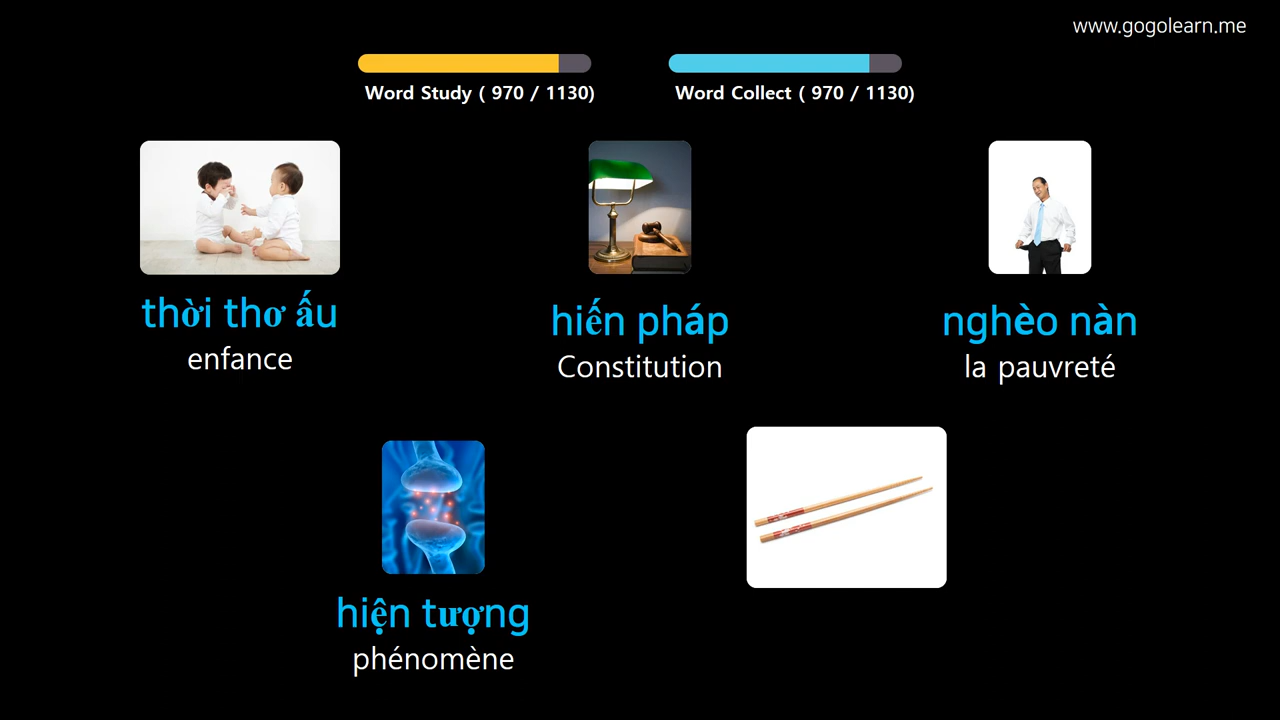 www.gogolearn.me
Word Study ( 970 / 1130)
Word Collect ( 970 / 1130)
thời thơ ấu
enfance
hiến pháp
Constitution
nghèo nàn
la pauvreté
hiện tượng
phénomène